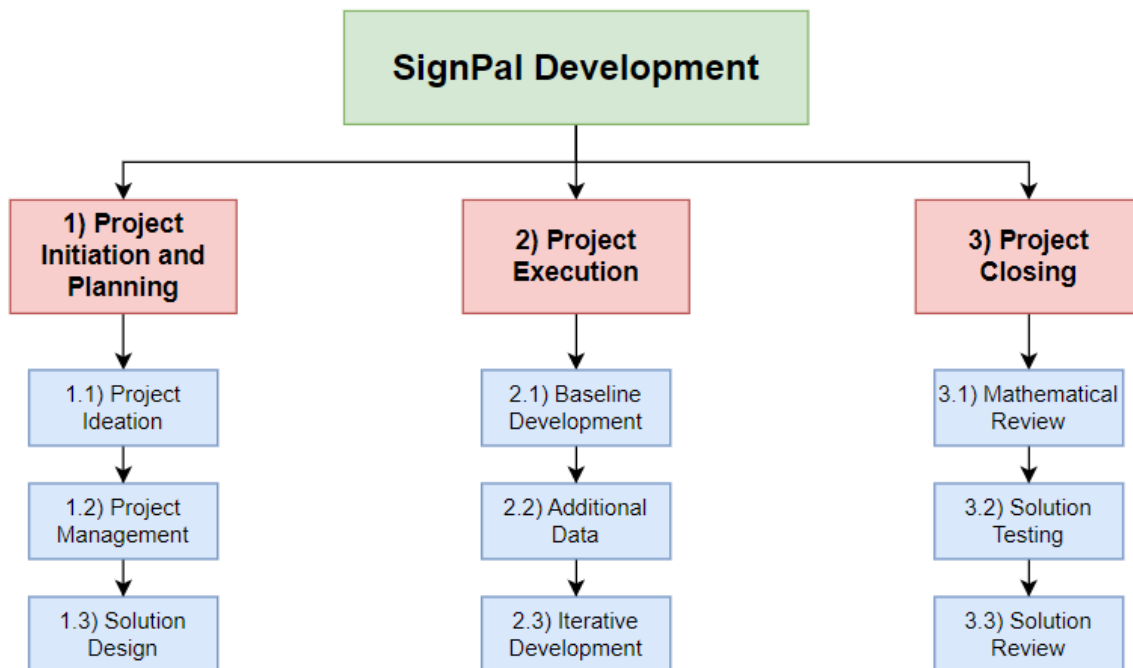 SignPal Development
1) Project
Initiation and
Planning
2) Project
Execution
3) Project
Closing
1.1) Project
Ideation
2.1) Baseline
Development
3.1) Mathematical
Review
1.2) Project
Management
2.2) Additional
Data
3.2) Solution
Testing
1.3) Solution
Design
2.3) Iterative
Development
3.3) Solution
Review